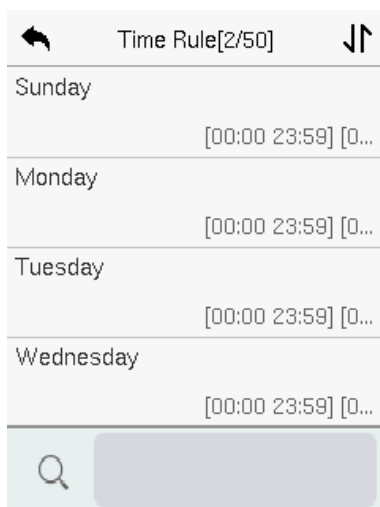 Time Rule[2/50]
Sunday
[00:00 23:59] [0...
Monday
[00:00 23:59] [0...
Tuesday
[00:00 23:59] [0...
Wednesday
[00:00 23:59] [0...